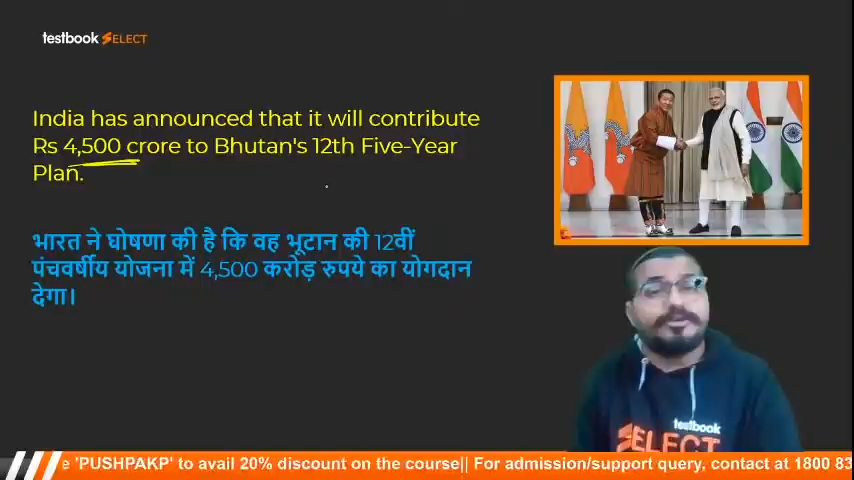 testbook SELECT
India has announced that it will contribute
Rs 4,500 crore to Bhutan's 12th Five-Year
Plan.
भारत ने घोषणा की है कि वह भूटान की 12वीं
पंचवर्षीय योजना में 4,500 करोड़ रुपये का योगदान
देगा।
testbook
SELECT
e 'PUSHPAKP' to avail 20% discount on the course|| For admission/support query, contact at 1800 83